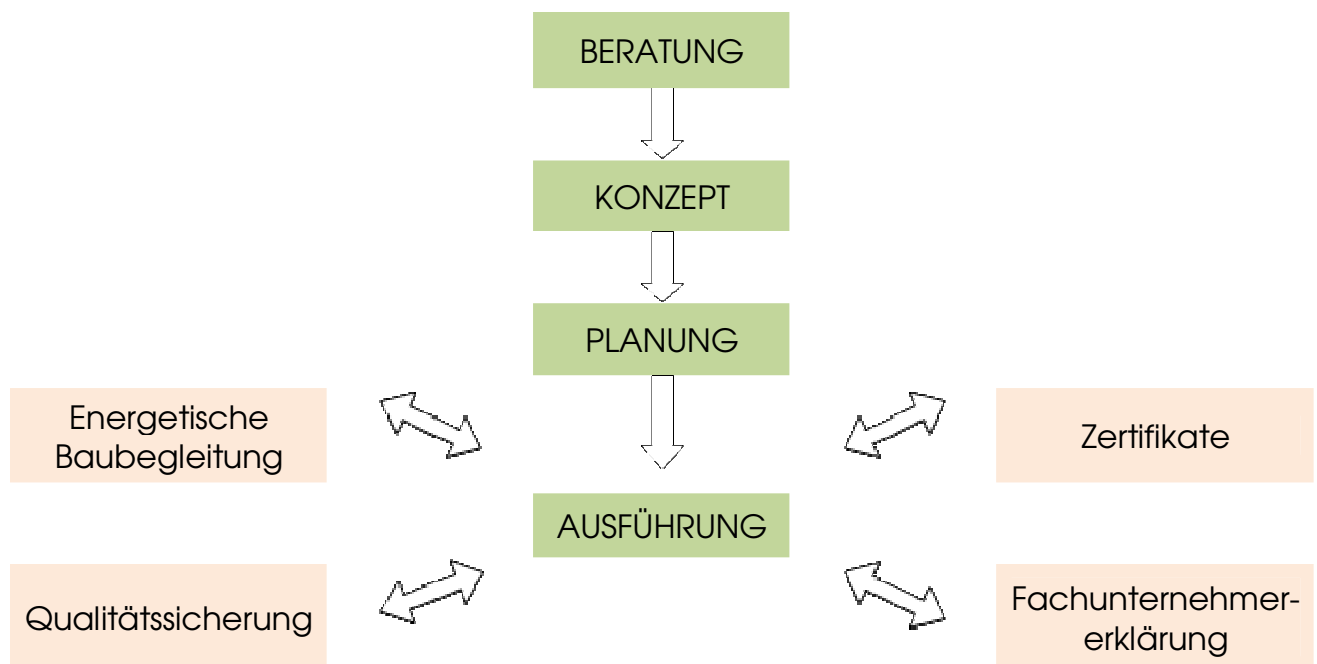 BERATUNG
KONZEPT
PLANUNG
Energetische
Baubegleitung
Zertifikate
AUSFÜHRUNG
Qualitätssicherung
Fachunternehmer-
erklärung